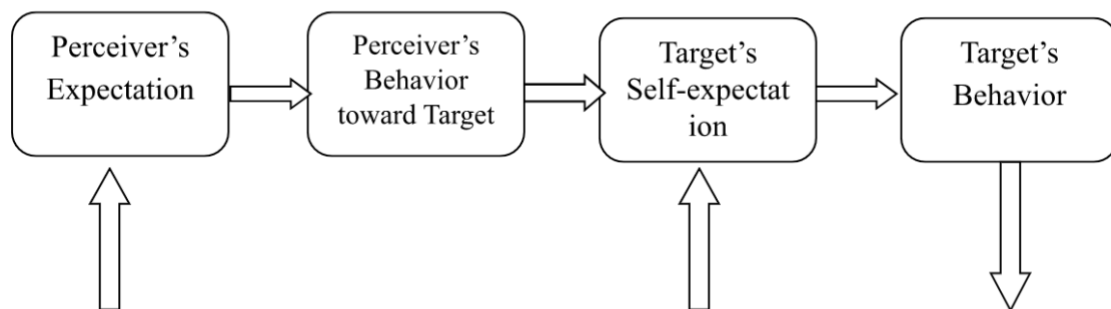 Perceiver’s
Expectation
Perceiver’s
Behavior
toward Target
Target’s
Self-expectat
ion
Target’s
Behavior